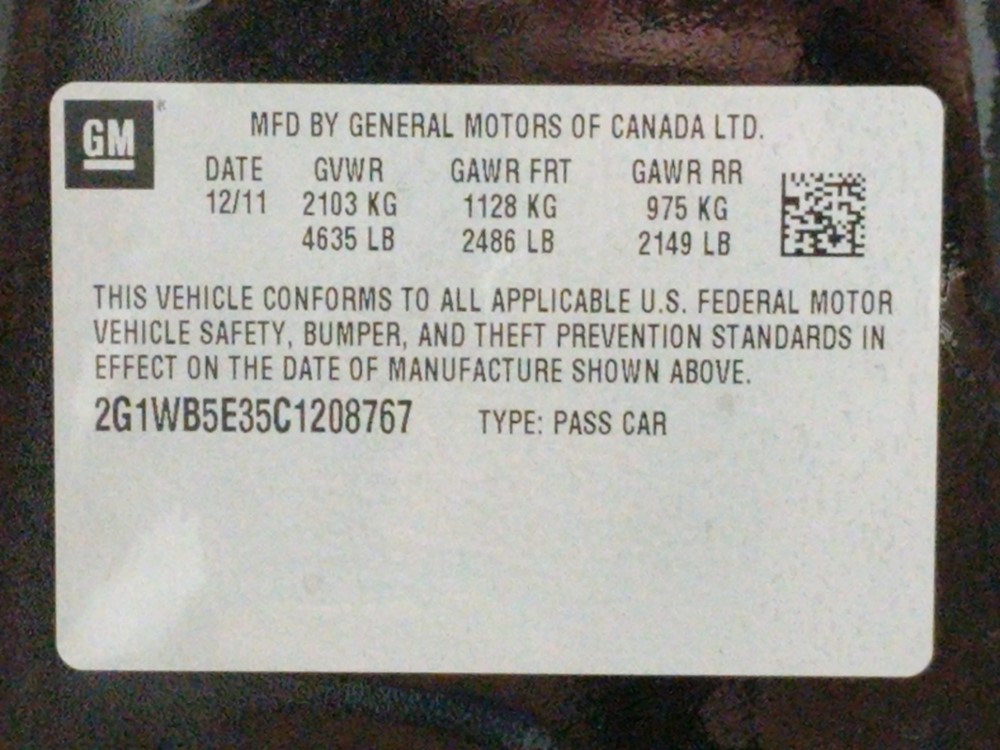 GM
MFD BY GENERAL MOTORS OF CANADA LTD.
DATE GVWR GAWR FRT GAWR RR
12/11 2103 KG 1128 KG 975 KG
4635 LB 2486 LB 2149 LB
THIS VEHICLE CONFORMS TO ALL APPLICABLE U.S. FEDERAL MOTOR
VEHICLE SAFETY, BUMPER, AND THEFT PREVENTION STANDARDS IN
EFFECT ON THE DATE OF MANUFACTURE SHOWN ABOVE.
2G1WB5E35C1208767 TYPE: PASS CAR